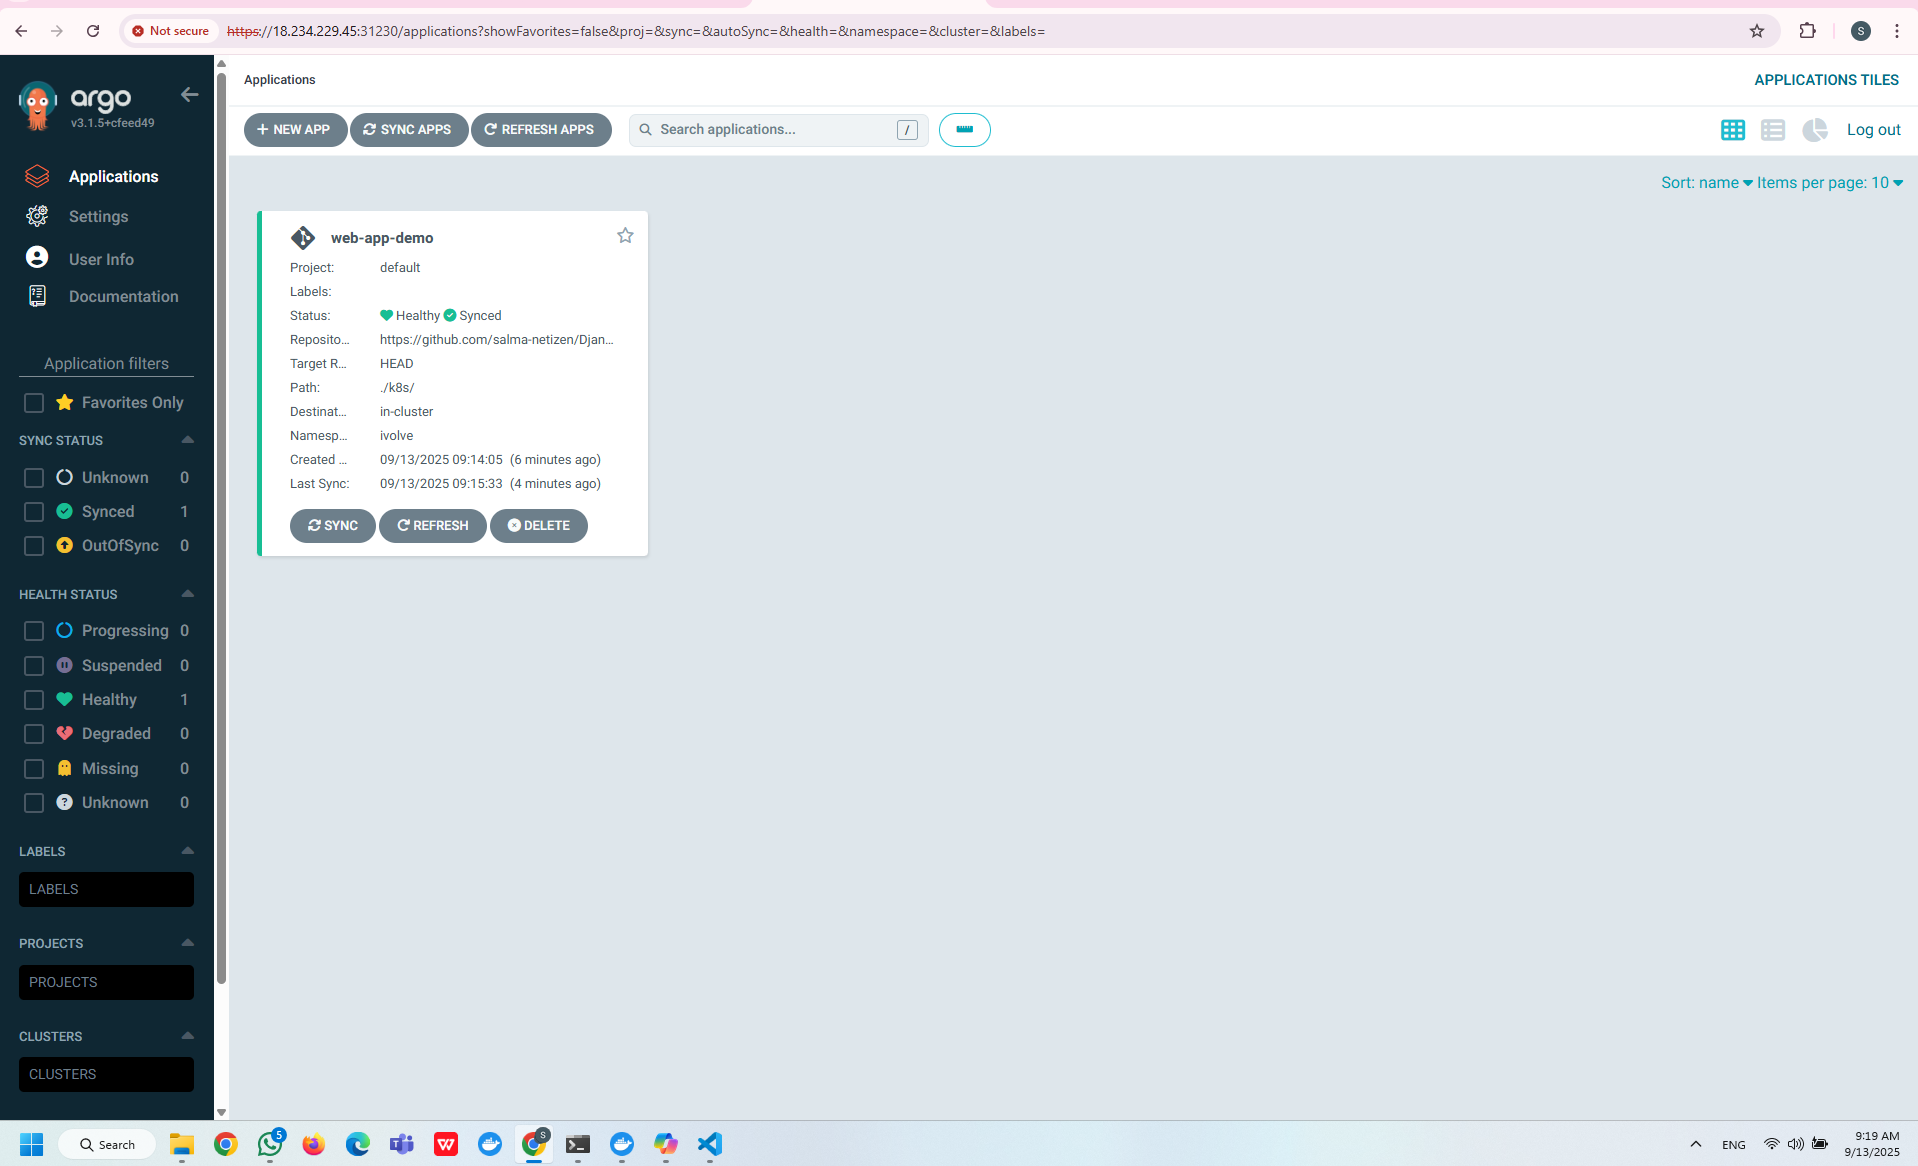 Not secure https://18.234.229.45:31230/applications?showFavorites=false&proj=&sync=&autoSync=&health=&namespace=&cluster=&labels= S
argo
v3.1.5+cfeed49
Applications
Settings
User Info
Documentation
Application filters
Favorites Only
SYNC STATUS
Unknown 0
Synced 1
OutOfSync 0
HEALTH STATUS
Progressing 0
Suspended 0
Healthy 1
Degraded 0
Missing 0
Unknown 0
LABELS
LABELS
PROJECTS
PROJECTS
CLUSTERS
CLUSTERS
Applications APPLICATIONS TILES
NEW APP SYNC APPS REFRESH APPS Search applications... / Log out
Sort: name Items per page: 10
web-app-demo
Project: default
Labels:
Status: Healthy Synced
Reposito... https://github.com/salma-netizen/Djan...
Target R... HEAD
Path: ./k8s/
Destinat... in-cluster
Namesp... ivolve
Created ... 09/13/2025 09:14:05 (6 minutes ago)
Last Sync: 09/13/2025 09:15:33 (4 minutes ago)
SYNC REFRESH DELETE
Search 5 S ENG 9:19 AM
9/13/2025